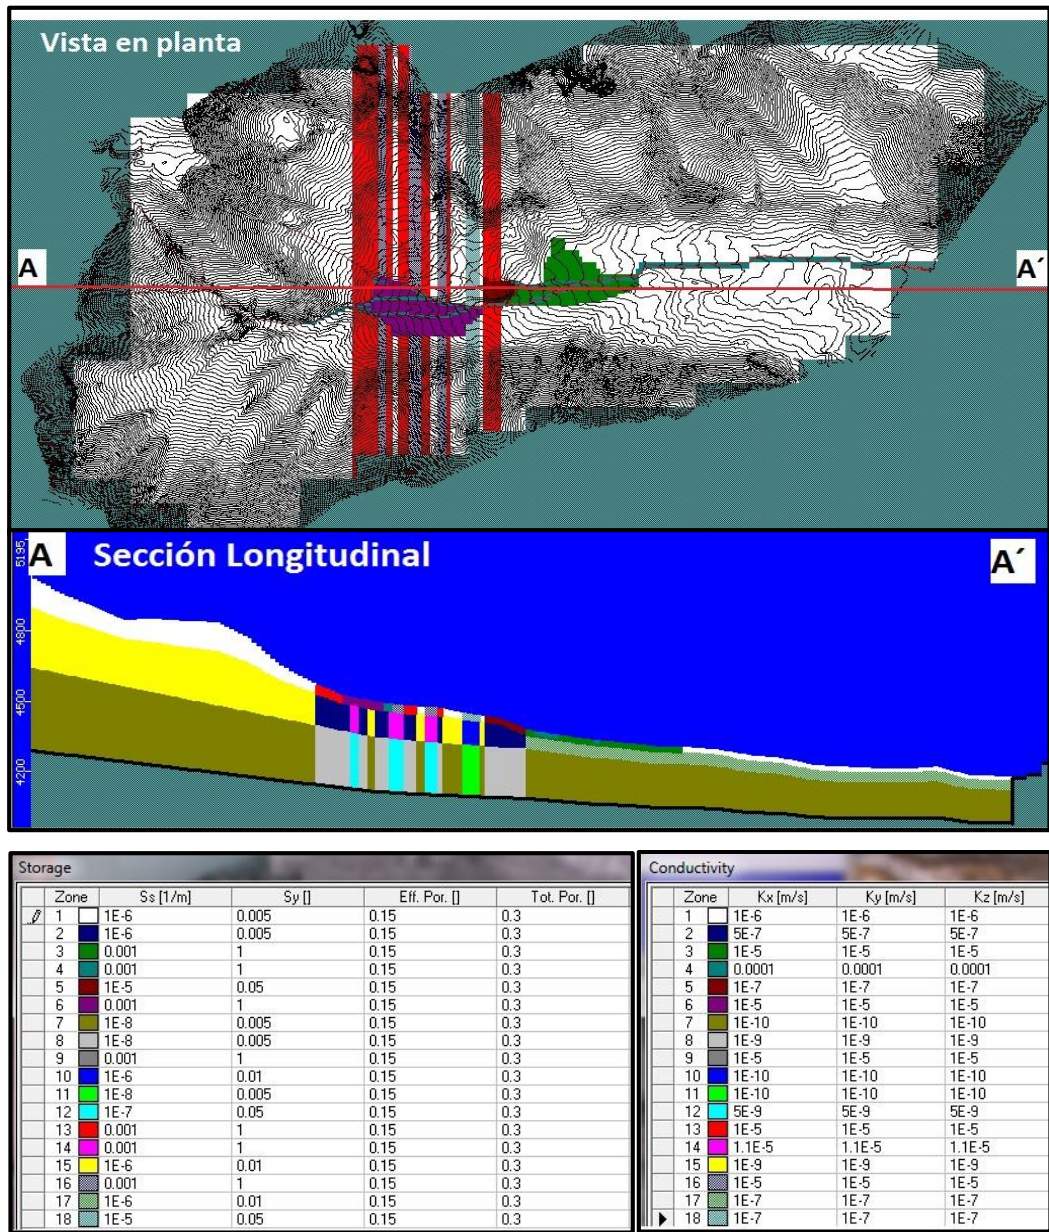 Vista en planta
A
A´
A Sección Longitudinal A´
5195
4800
4500
4200
Storage
Zone Ss [1/m] Sy [] Eff. Por. [] Tot. Por. []
1 1E-6 0.005 0.15 0.3
2 1E-6 0.005 0.15 0.3
3 0.001 1 0.15 0.3
4 0.001 1 0.15 0.3
5 1E-5 0.05 0.15 0.3
6 0.001 1 0.15 0.3
7 1E-8 0.005 0.15 0.3
8 1E-8 0.005 0.15 0.3
9 0.001 1 0.15 0.3
10 1E-6 0.01 0.15 0.3
11 1E-8 0.005 0.15 0.3
12 1E-7 0.05 0.15 0.3
13 0.001 1 0.15 0.3
14 0.001 1 0.15 0.3
15 1E-6 0.01 0.15 0.3
16 0.001 1 0.15 0.3
17 1E-6 0.01 0.15 0.3
18 1E-5 0.05 0.15 0.3
Conductivity
Zone Kx [m/s] Ky [m/s] Kz [m/s]
1 1E-6 1E-6 1E-6
2 5E-7 5E-7 5E-7
3 1E-5 1E-5 1E-5
4 0.0001 0.0001 0.0001
5 1E-7 1E-7 1E-7
6 1E-5 1E-5 1E-5
7 1E-10 1E-10 1E-10
8 1E-9 1E-9 1E-9
9 1E-5 1E-5 1E-5
10 1E-10 1E-10 1E-10
11 1E-10 1E-10 1E-10
12 5E-9 5E-9 5E-9
13 1E-5 1E-5 1E-5
14 1.1E-5 1.1E-5 1.1E-5
15 1E-9 1E-9 1E-9
16 1E-5 1E-5 1E-5
17 1E-7 1E-7 1E-7
18 1E-7 1E-7 1E-7